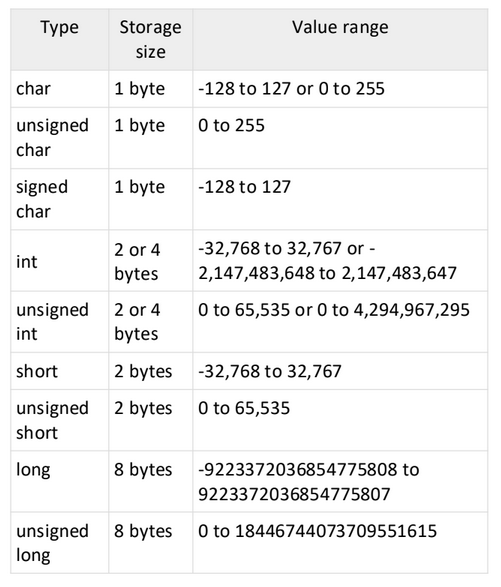 Type Storage size Value range
char 1 byte -128 to 127 or 0 to 255
unsigned char 1 byte 0 to 255
signed char 1 byte -128 to 127
int 2 or 4 bytes -32,768 to 32,767 or -2,147,483,648 to 2,147,483,647
unsigned int 2 or 4 bytes 0 to 65,535 or 0 to 4,294,967,295
short 2 bytes -32,768 to 32,767
unsigned short 2 bytes 0 to 65,535
long 8 bytes -9223372036854775808 to 9223372036854775807
unsigned long 8 bytes 0 to 18446744073709551615